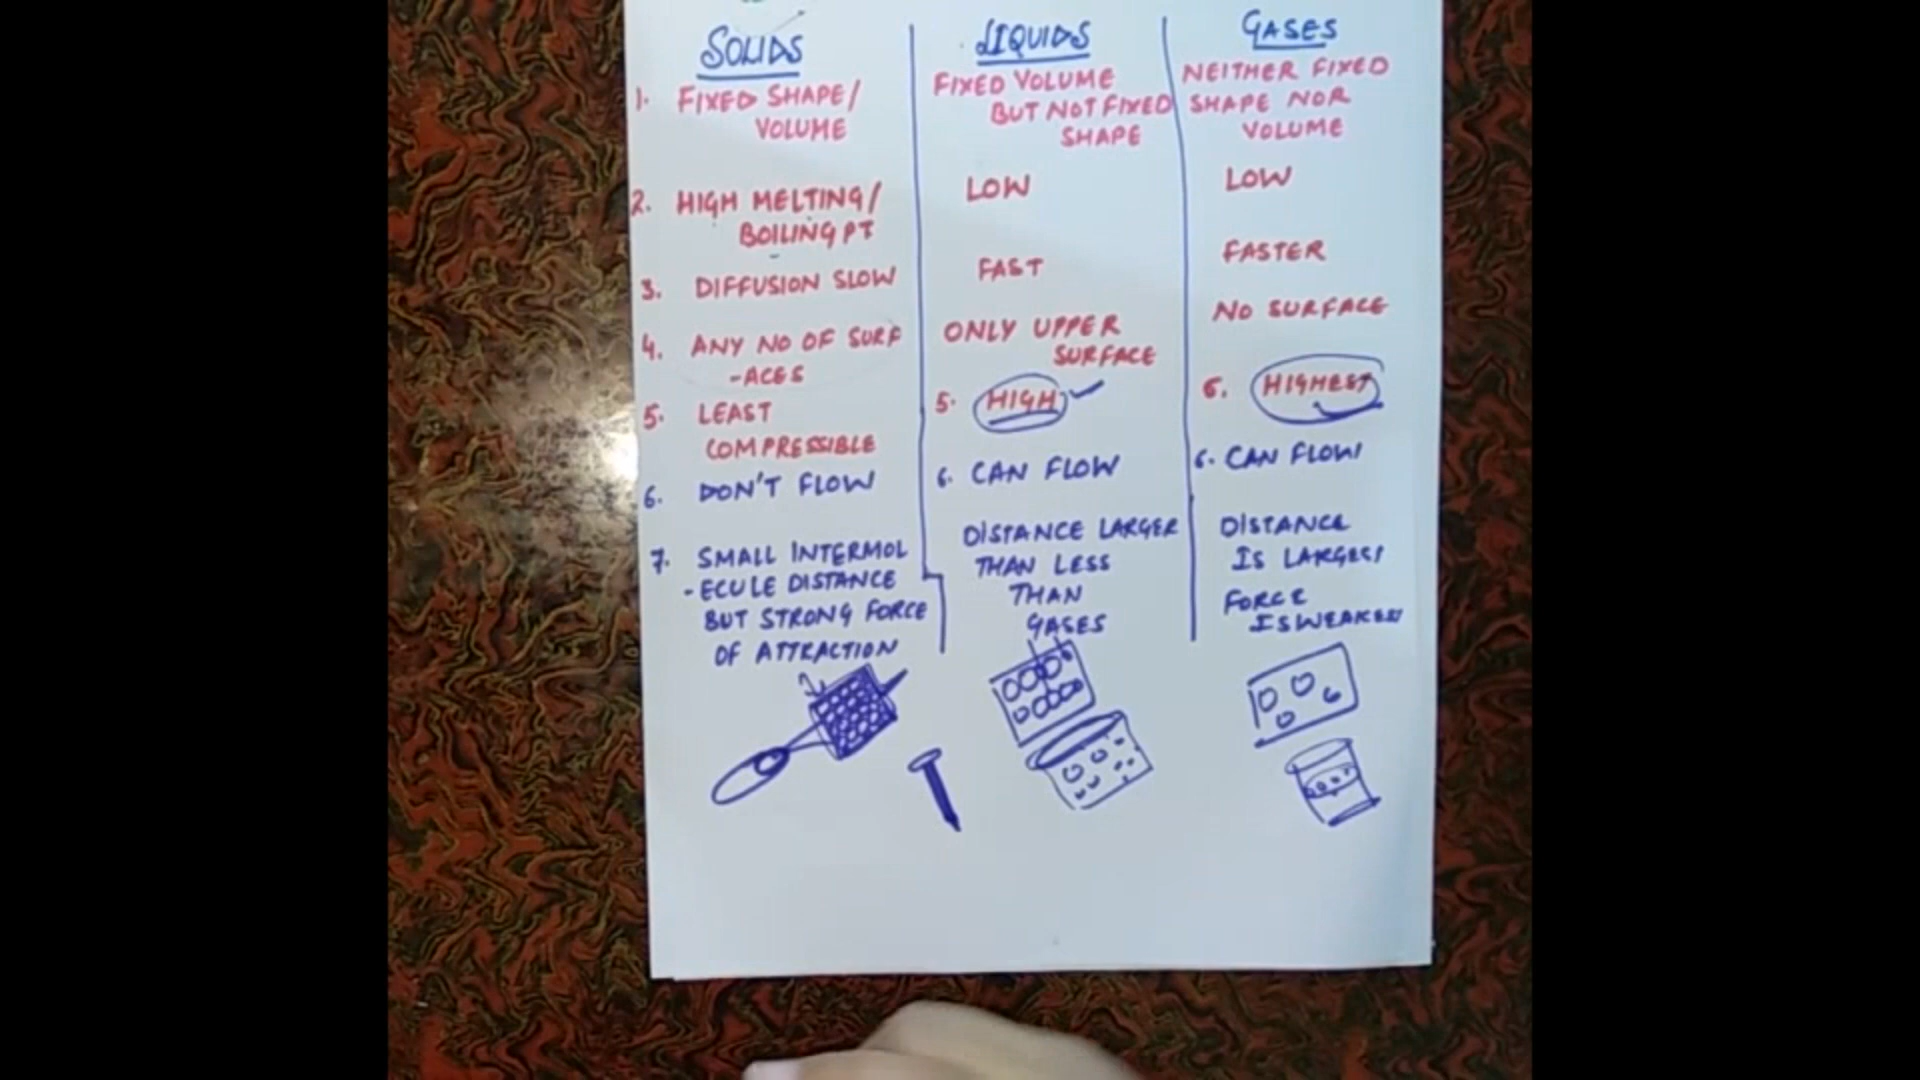 SOLIDS
1. FIXED SHAPE/
VOLUME
2. HIGH MELTING/
BOILING PT
3. DIFFUSION SLOW
4. ANY NO OF SURF
-ACES
5. LEAST
COMPRESSIBLE
6. DON'T FLOW
7. SMALL INTERMOL
-ECULE DISTANCE
BUT STRONG FORCE
OF ATTRACTION
LIQUIDS
FIXED VOLUME
BUT NOT FIXED
SHAPE
LOW
FAST
ONLY UPPER
SURFACE
5. HIGH
6. CAN FLOW
DISTANCE LARGER
THAN LESS
THAN
GASES
GASES
NEITHER FIXED
SHAPE NOR
VOLUME
LOW
FASTER
NO SURFACE
HIGHEST
6. CAN FLOW
DISTANCE
IS LARGEST
FORCE
IS WEAKEST